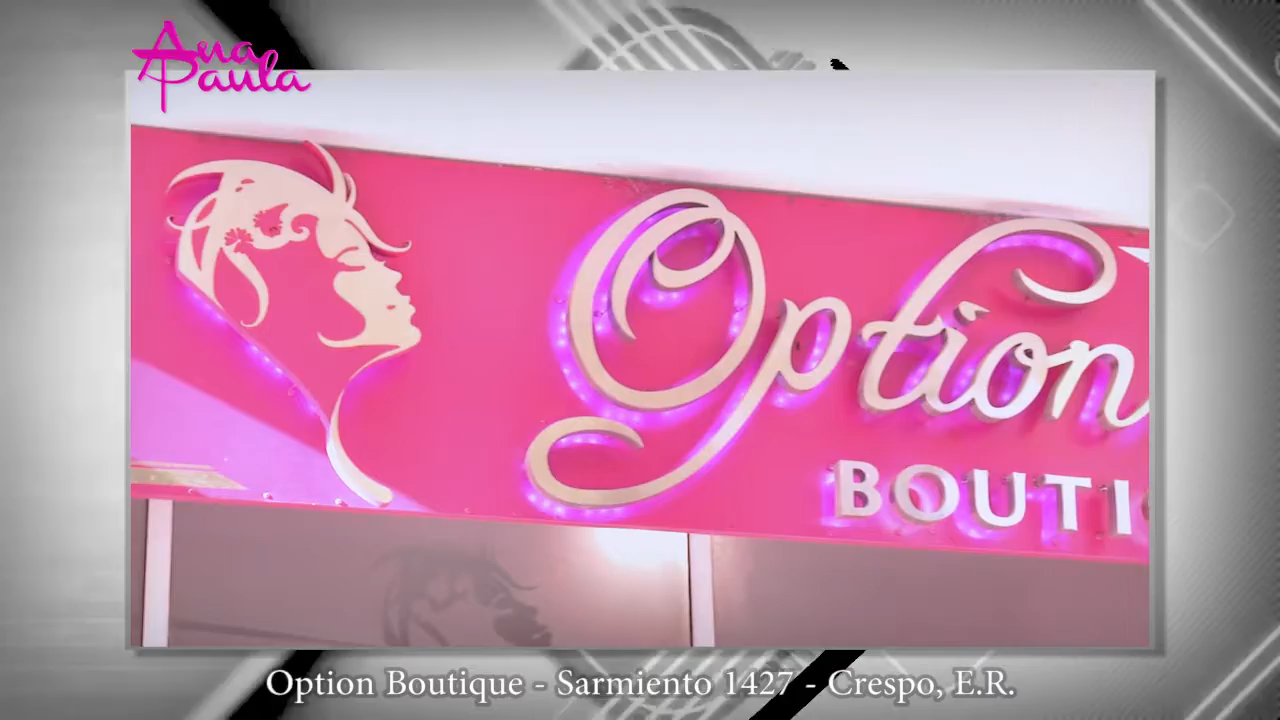 Ana
Paula
Option
BOUTI
Option Boutique - Sarmiento 1427 - Crespo, E.R.